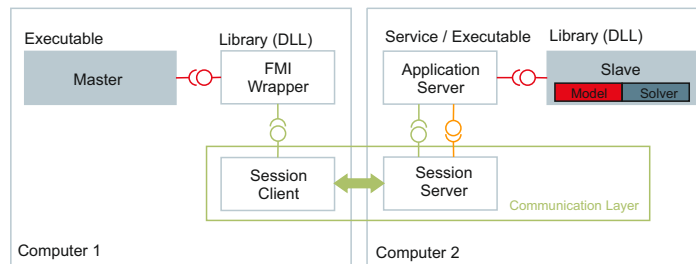 Executable
Library (DLL)
Master
FMI
Wrapper
Session
Client
Computer 1
Service / Executable
Library (DLL)
Application
Server
Slave
Model
Solver
Session
Server
Communication Layer
Computer 2